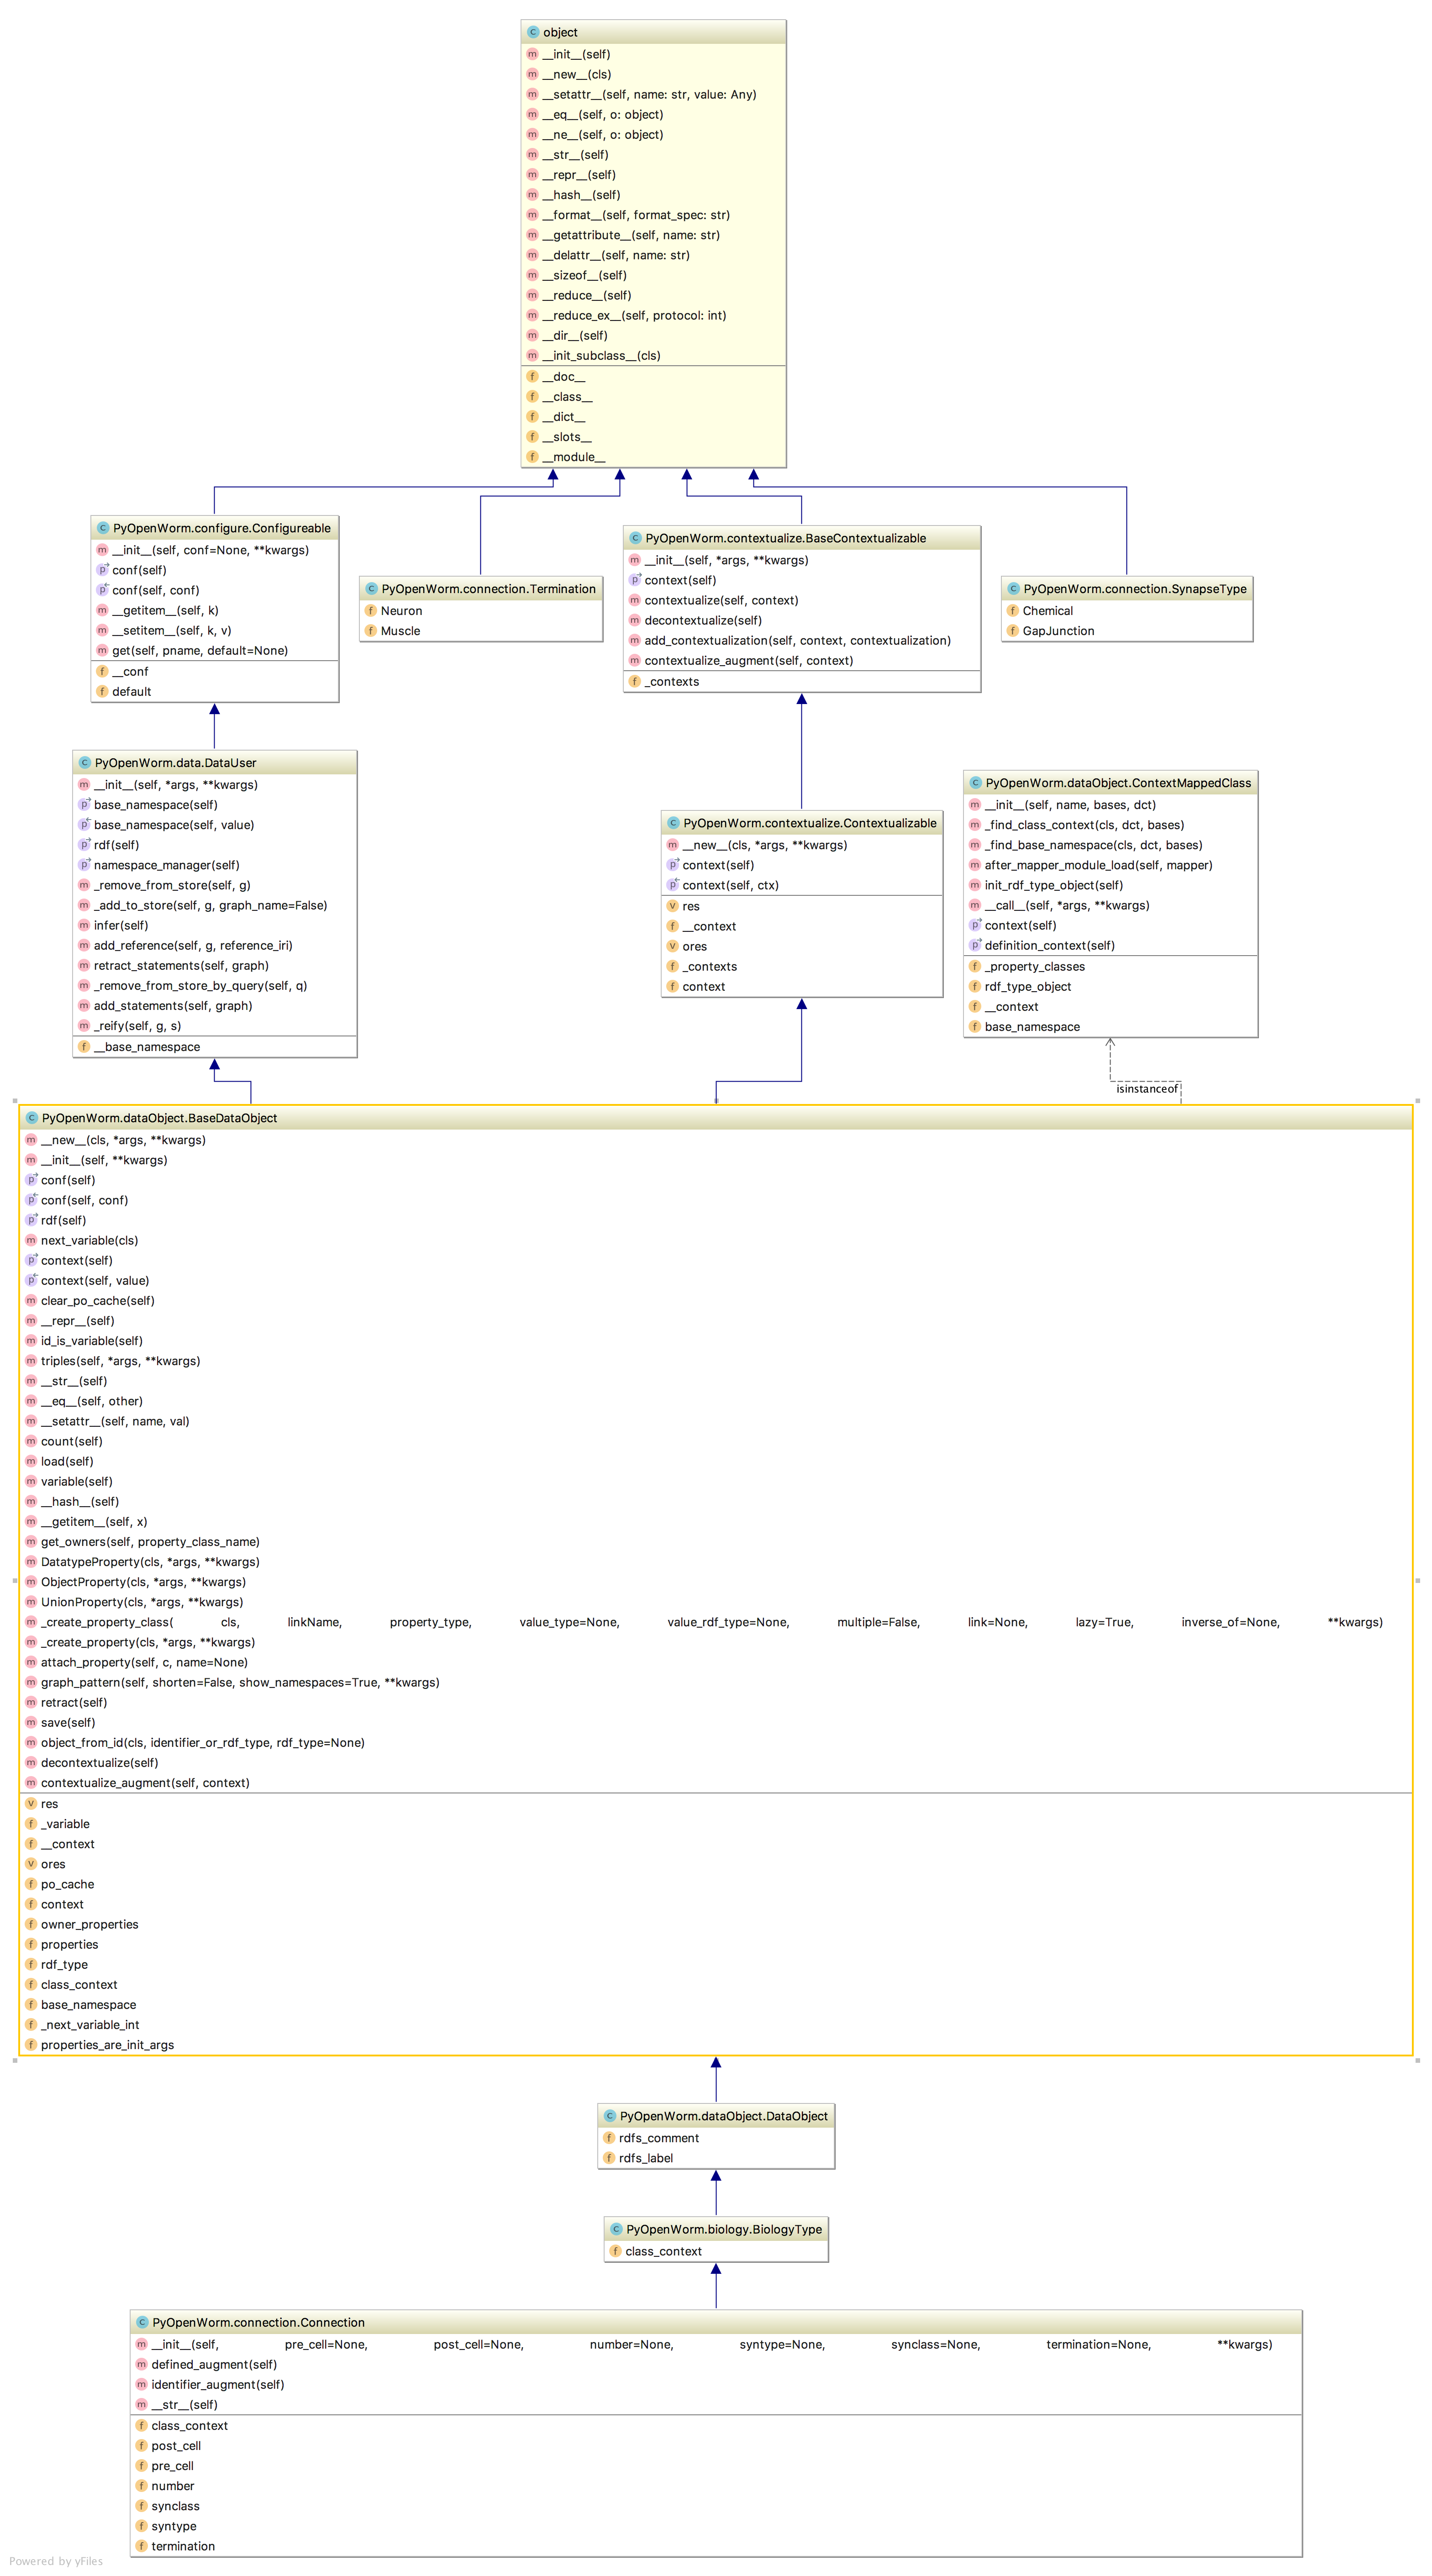 object
__init__(self)
__new__(cls)
__setattr__(self, name: str, value: Any)
__eq__(self, o: object)
__ne__(self, o: object)
__str__(self)
__repr__(self)
__hash__(self)
__format__(self, format_spec: str)
__getattribute__(self, name: str)
__delattr__(self, name: str)
__sizeof__(self)
__reduce__(self)
__reduce_ex__(self, protocol: int)
__dir__(self)
__init_subclass__(cls)
__doc__
__class__
__dict__
__slots__
__module__
PyOpenWorm.configure.Configureable
__init__(self, conf=None, **kwargs)
conf(self)
conf(self, conf)
__getitem__(self, k)
__setitem__(self, k, v)
get(self, pname, default=None)
__conf
default
PyOpenWorm.connection.Termination
Neuron
Muscle
PyOpenWorm.contextualize.BaseContextualizable
__init__(self, *args, **kwargs)
context(self)
contextualize(self, context)
decontextualize(self)
add_contextualization(self, context, contextualization)
contextualize_augment(self, context)
_contexts
PyOpenWorm.connection.SynapseType
Chemical
GapJunction
PyOpenWorm.data.DataUser
__init__(self, *args, **kwargs)
base_namespace(self)
base_namespace(self, value)
rdf(self)
namespace_manager(self)
_remove_from_store(self, g)
_add_to_store(self, g, graph_name=False)
infer(self)
add_reference(self, g, reference_iri)
retract_statements(self, graph)
_remove_from_store_by_query(self, q)
add_statements(self, graph)
_reify(self, g, s)
__base_namespace
PyOpenWorm.contextualize.Contextualizable
__new__(cls, *args, **kwargs)
context(self)
context(self, ctx)
res
__context
ores
_contexts
context
PyOpenWorm.dataObject.ContextMappedClass
__init__(self, name, bases, dct)
_find_class_context(cls, dct, bases)
_find_base_namespace(cls, dct, bases)
after_mapper_module_load(self, mapper)
init_rdf_type_object(self)
__call__(self, *args, **kwargs)
context(self)
definition_context(self)
_property_classes
rdf_type_object
__context
base_namespace
isinstanceof
PyOpenWorm.dataObject.BaseDataObject
__new__(cls, *args, **kwargs)
__init__(self, **kwargs)
conf(self)
conf(self, conf)
rdf(self)
next_variable(cls)
context(self)
context(self, value)
clear_po_cache(self)
__repr__(self)
id_is_variable(self)
triples(self, *args, **kwargs)
__str__(self)
__eq__(self, other)
__setattr__(self, name, val)
count(self)
load(self)
variable(self)
__hash__(self)
__getitem__(self, x)
get_owners(self, property_class_name)
DatatypeProperty(cls, *args, **kwargs)
ObjectProperty(cls, *args, **kwargs)
UnionProperty(cls, *args, **kwargs)
_create_property_class( cls, linkName, property_type, value_type=None, value_rdf_type=None, multiple=False, link=None, lazy=True, inverse_of=None, **kwargs)
_create_property(cls, *args, **kwargs)
attach_property(self, c, name=None)
graph_pattern(self, shorten=False, show_namespaces=True, **kwargs)
retract(self)
save(self)
object_from_id(cls, identifier_or_rdf_type, rdf_type=None)
decontextualize(self)
contextualize_augment(self, context)
res
_variable
__context
ores
po_cache
context
owner_properties
properties
rdf_type
class_context
base_namespace
_next_variable_int
properties_are_init_args
PyOpenWorm.dataObject.DataObject
rdfs_comment
rdfs_label
PyOpenWorm.biology.BiologyType
class_context
PyOpenWorm.connection.Connection
__init__(self, pre_cell=None, post_cell=None, number=None, syntype=None, synclass=None, termination=None, **kwargs)
defined_augment(self)
identifier_augment(self)
__str__(self)
class_context
post_cell
pre_cell
number
synclass
syntype
termination
Powered by yFiles